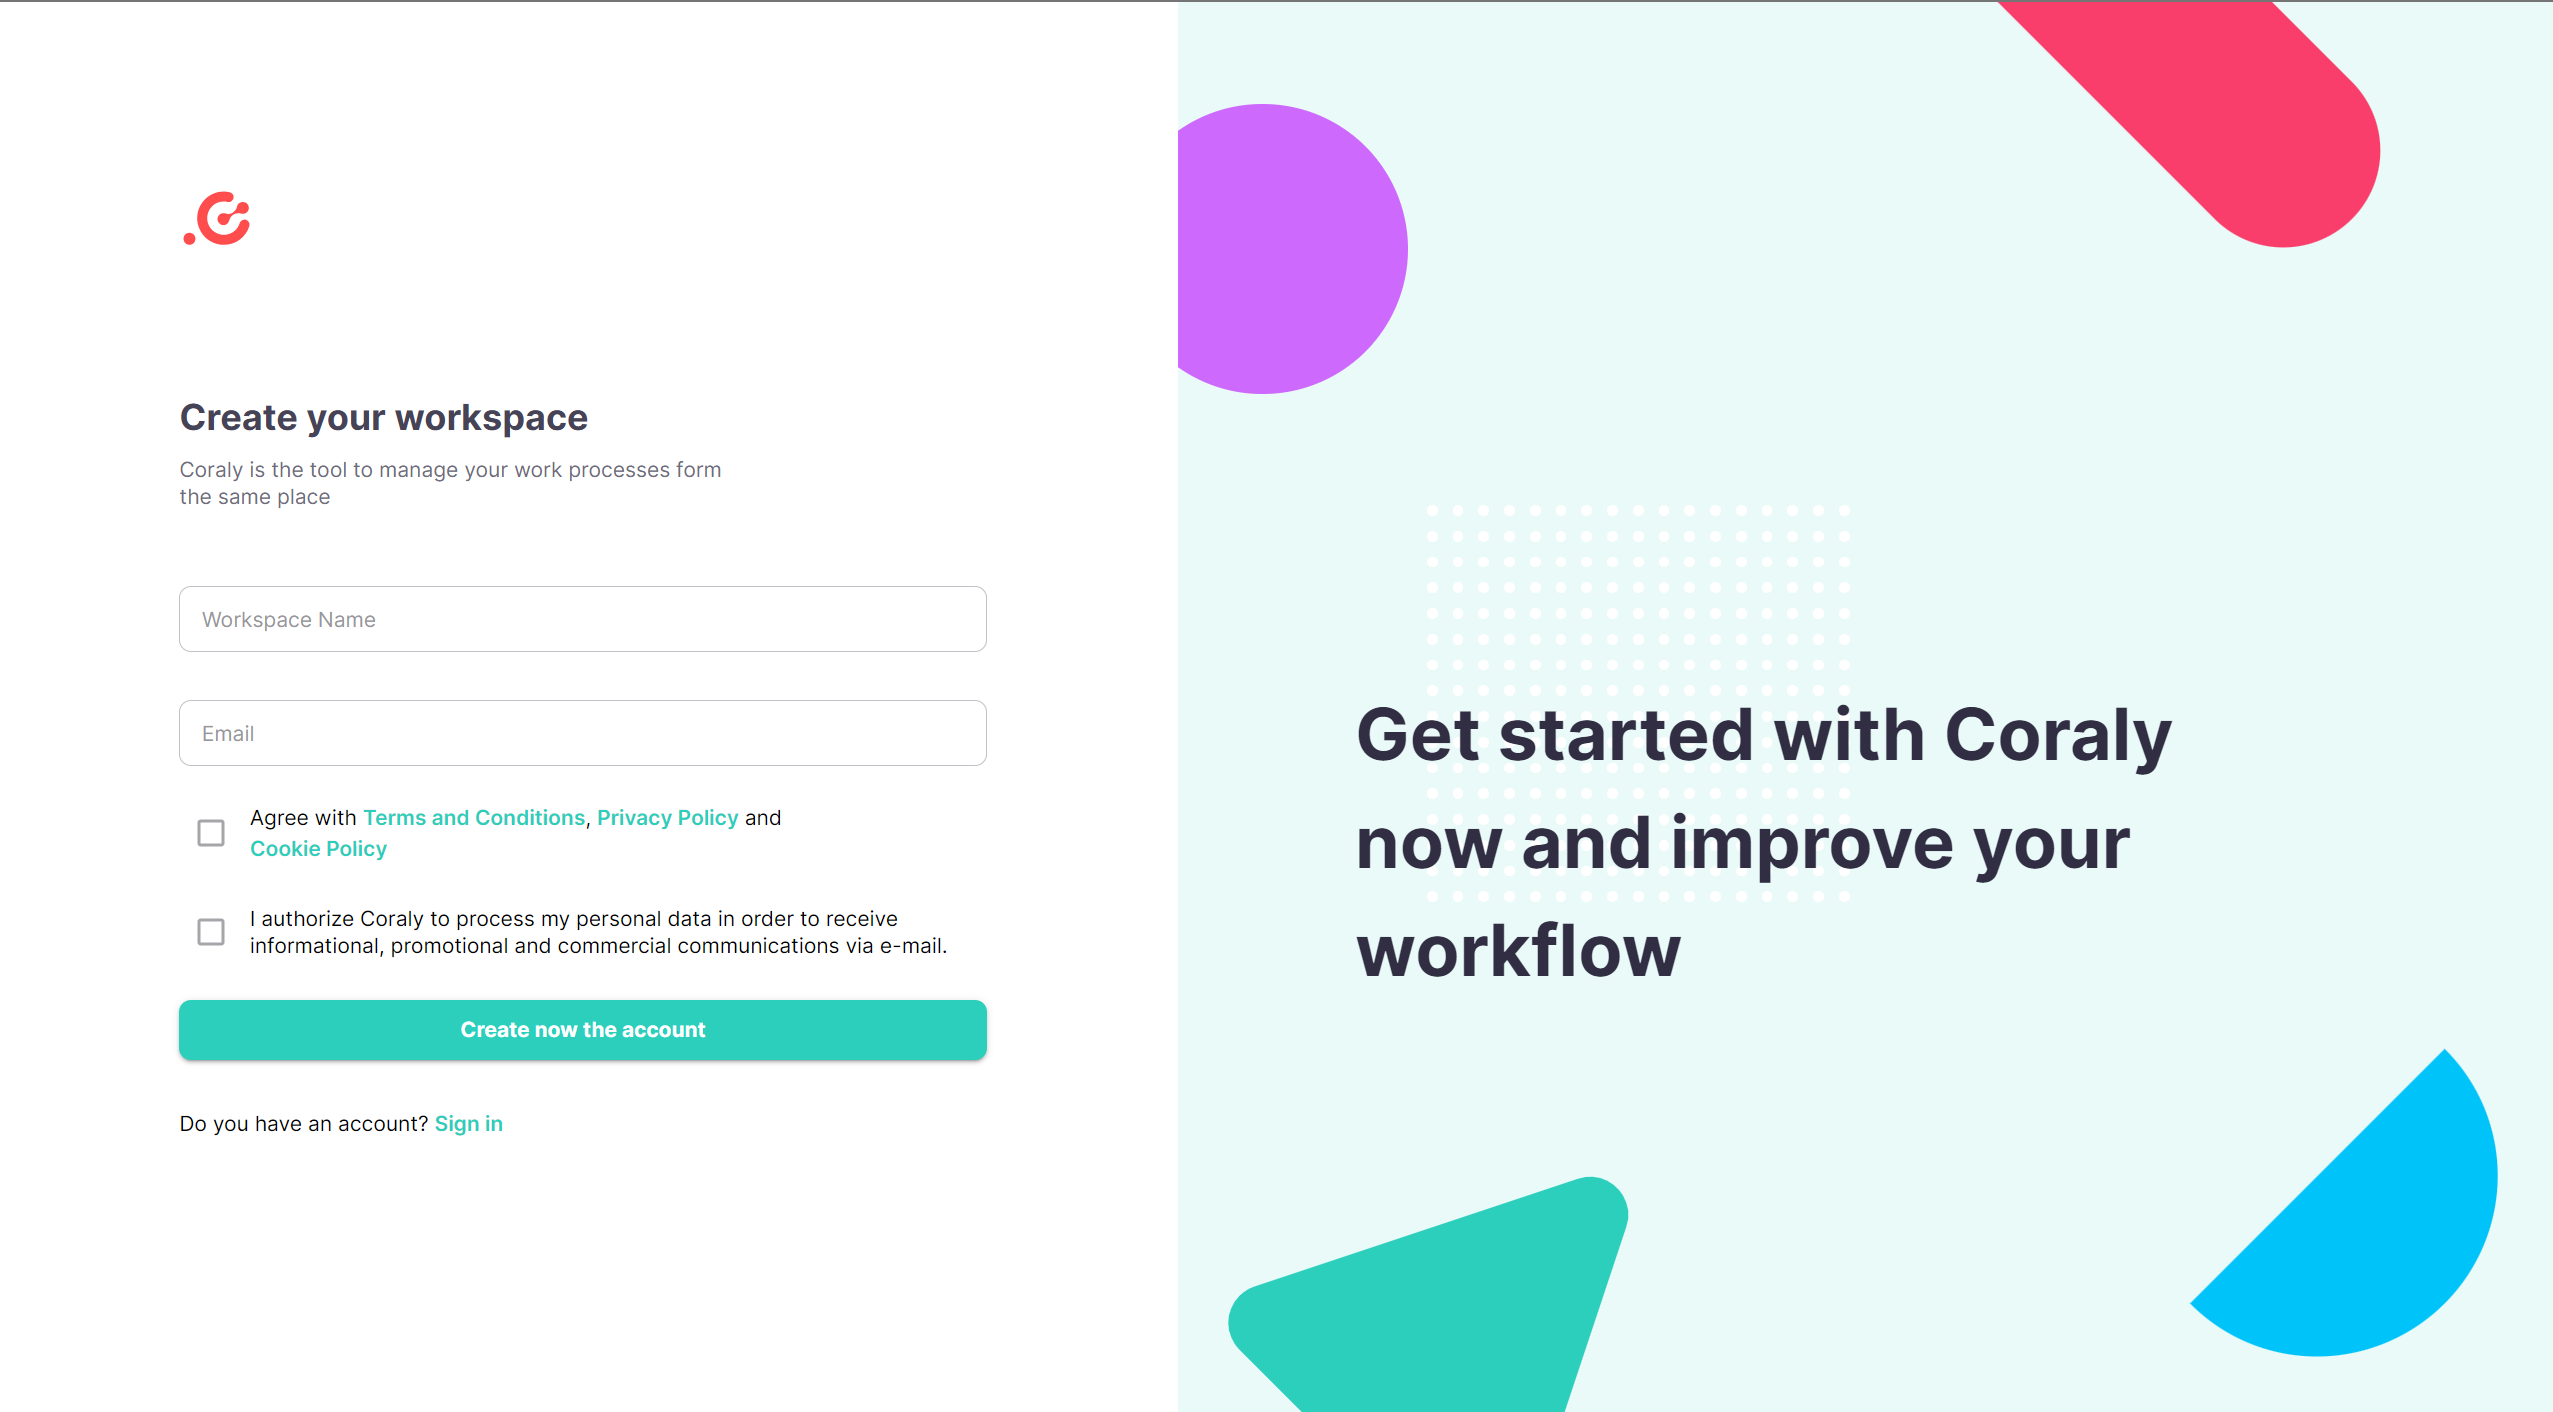 Create your workspace
Coraly is the tool to manage your work processes form
the same place
Workspace Name
Email
Agree with Terms and Conditions, Privacy Policy and
Cookie Policy
I authorize Coraly to process my personal data in order to receive
informational, promotional and commercial communications via e-mail.
Create now the account
Do you have an account? Sign in
Get started with Coraly
now and improve your
workflow